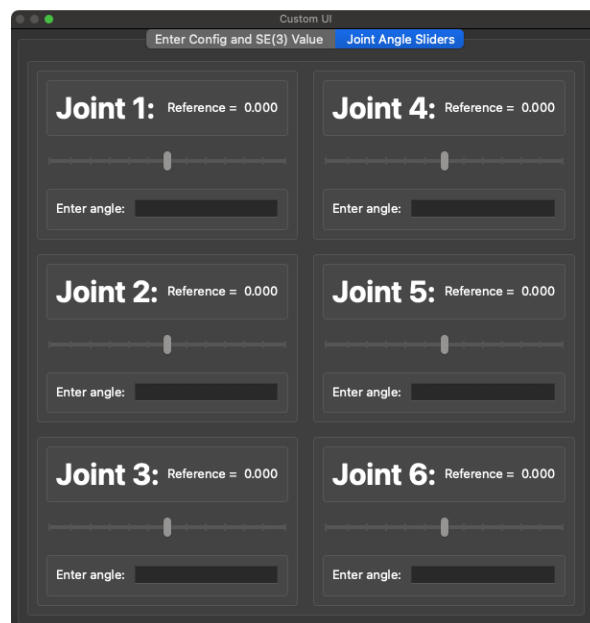 Custom UI
Enter Config and SE(3) Value
Joint Angle Sliders
Joint 1: Reference = 0.000
Enter angle:
Joint 2: Reference = 0.000
Enter angle:
Joint 3: Reference = 0.000
Enter angle:
Joint 4: Reference = 0.000
Enter angle:
Joint 5: Reference = 0.000
Enter angle:
Joint 6: Reference = 0.000
Enter angle: